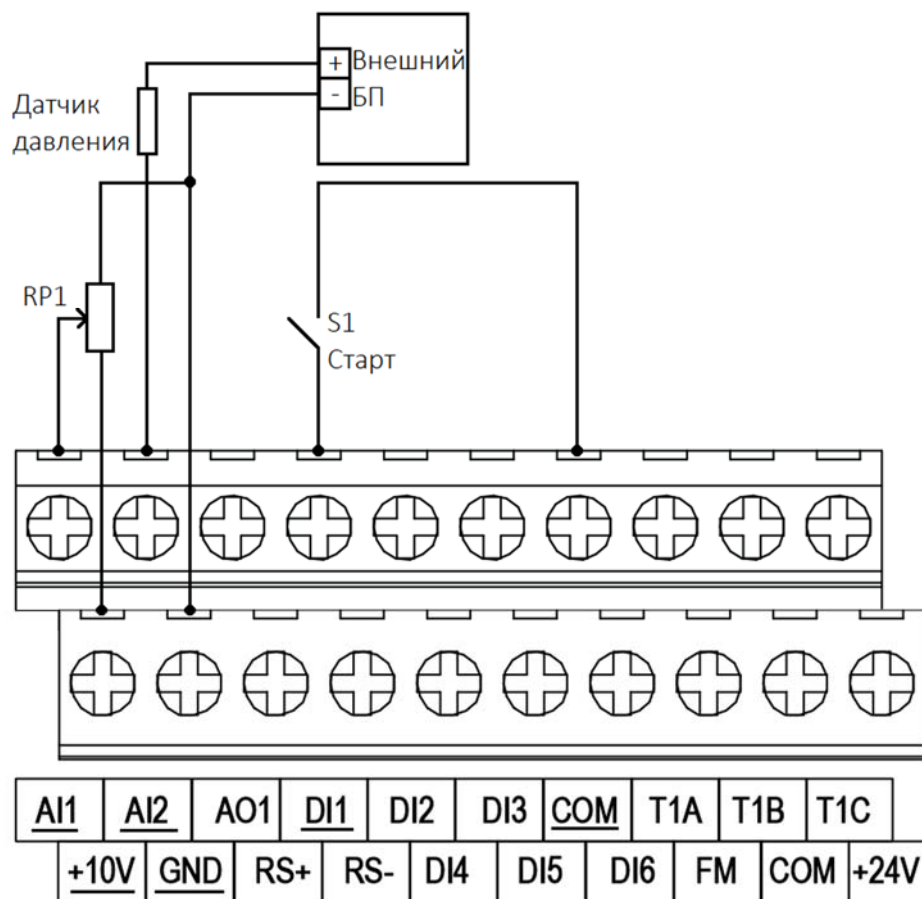 + Внешний
- БП
Датчик
давления
RP1
S1
Старт
AI1 AI2 AO1 DI1 DI2 DI3 COM T1A T1B T1C
+10V GND RS+ RS- DI4 DI5 DI6 FM COM +24V